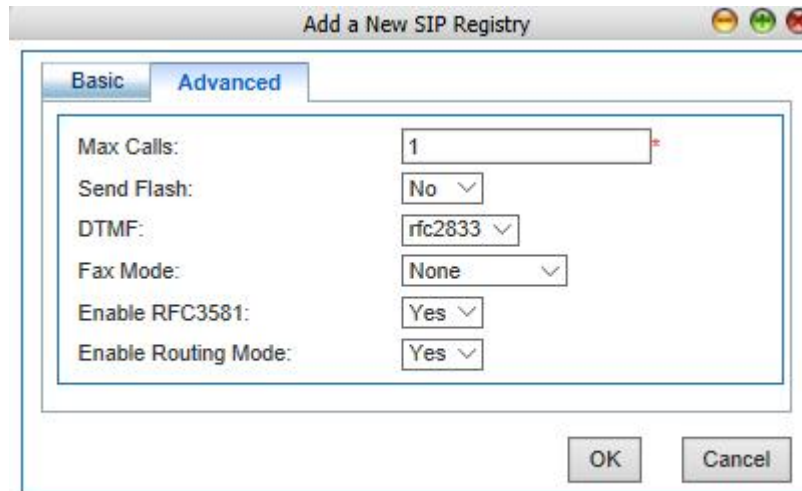 Add a New SIP Registry
Basic Advanced
Max Calls: 1 *
Send Flash: No
DTMF: rfc2833
Fax Mode: None
Enable RFC3581: Yes
Enable Routing Mode: Yes
OK Cancel